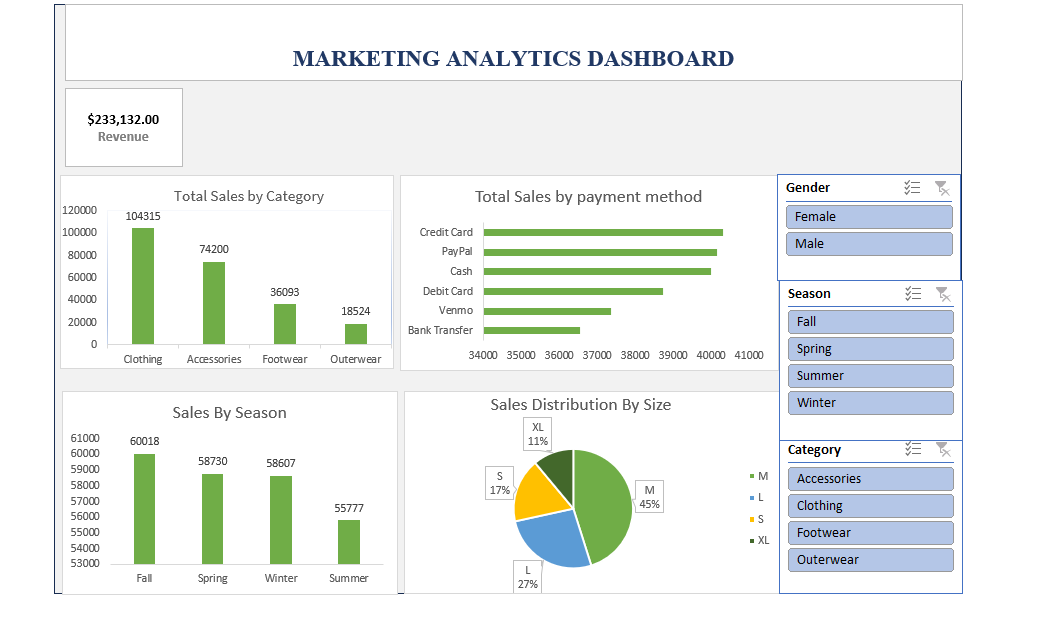 MARKETING ANALYTICS DASHBOARD
$233,132.00
Revenue
Total Sales by Category
120000
100000
80000
60000
40000
20000
0
104315
74200
36093
18524
Clothing Accessories Footwear Outerwear
Total Sales by payment method
Credit Card
PayPal
Cash
Debit Card
Venmo
Bank Transfer
34000 35000 36000 37000 38000 39000 40000 41000
Gender
Female
Male
Season
Fall
Spring
Summer
Winter
Sales By Season
61000
60000
59000
58000
57000
56000
55000
54000
53000
60018
58730
58607
55777
Fall Spring Winter Summer
Sales Distribution By Size
XL
11%
S
17%
M
45%
L
27%
M
L
S
XL
Category
Accessories
Clothing
Footwear
Outerwear